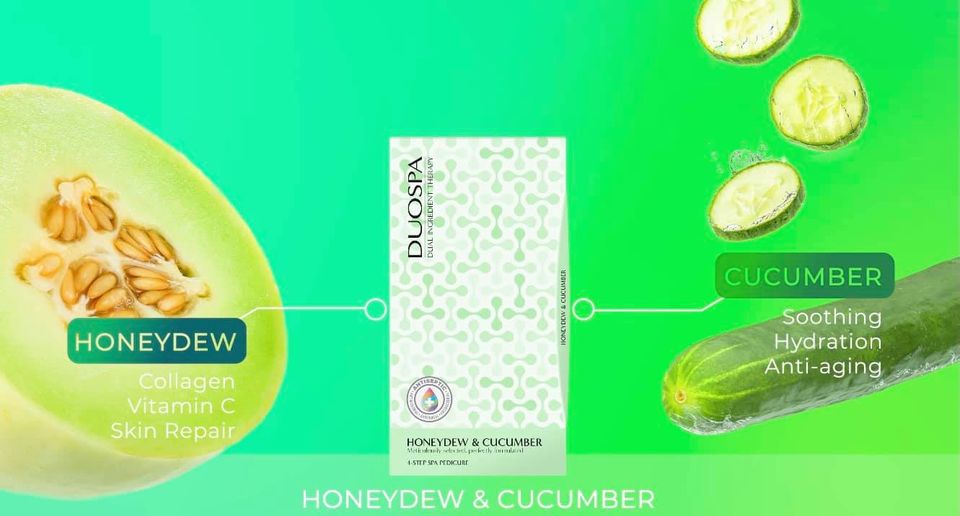 DUOSPA
DUAL INGREDIENT THERAPY
HONEYDEW & CUCUMBER
HONEYDEW
Collagen
Vitamin C
Skin Repair
CUCUMBER
Soothing
Hydration
Anti-aging
ANTISEPTIC
HONEYDEW & CUCUMBER
Meticulously selected, perfectly formulated
4-STEP SPA PEDICURE
HONEYDEW & CUCUMBER